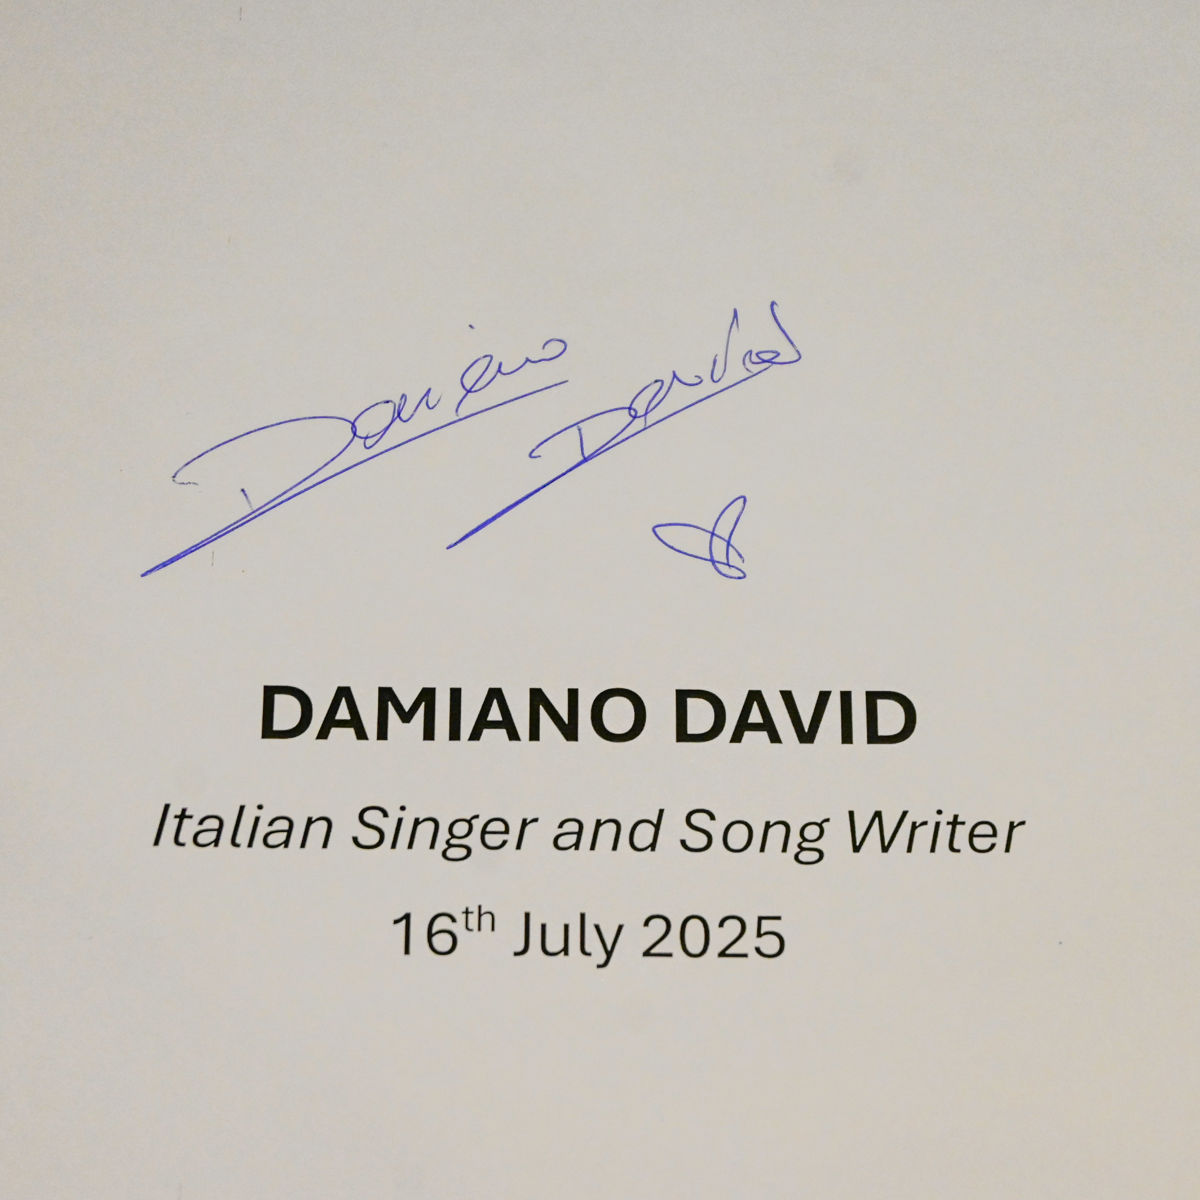 Damiano David
DAMIANO DAVID
Italian Singer and Song Writer
16th July 2025